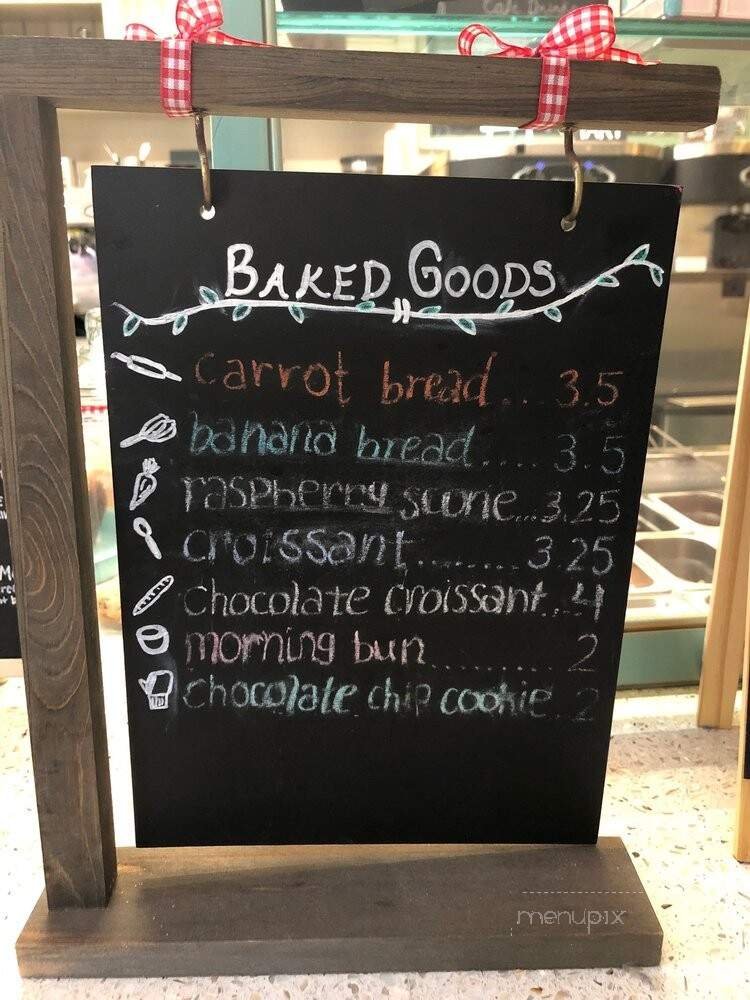 BAKED GOODS
carrot bread... 3.5
banana bread.... 3.5
raspberry scone...3.25
croissant........ 3.25
chocolate croissant..4
morning bun......... 2
chocolate chip cookie..2
menupix